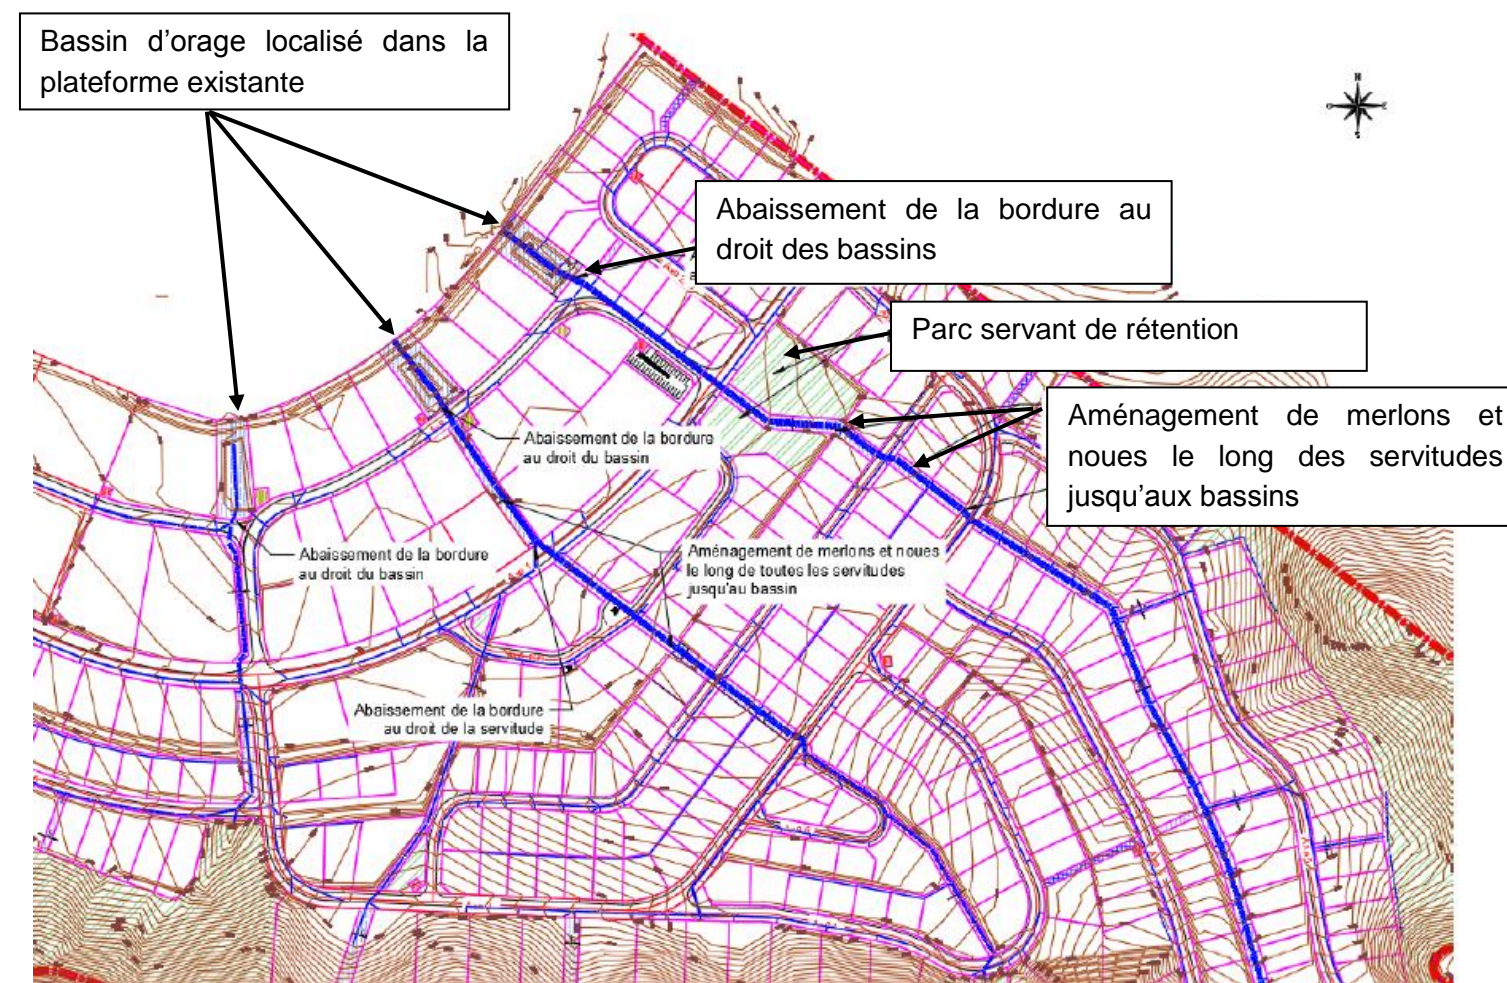 Bassin d'orage localisé dans la
plateforme existante
Abaissement de la bordure au
droit des bassins
Parc servant de rétention
Aménagement de merlons et
noues le long des servitudes
jusqu'aux bassins
Abaissement de la bordure
au droit du bassin
Abaissement de la bordure
au droit du bassin
Aménagement de merlons et noues
le long de toutes les servitudes
jusqu'au bassin
Abaissement de la bordure
au droit de la servitude